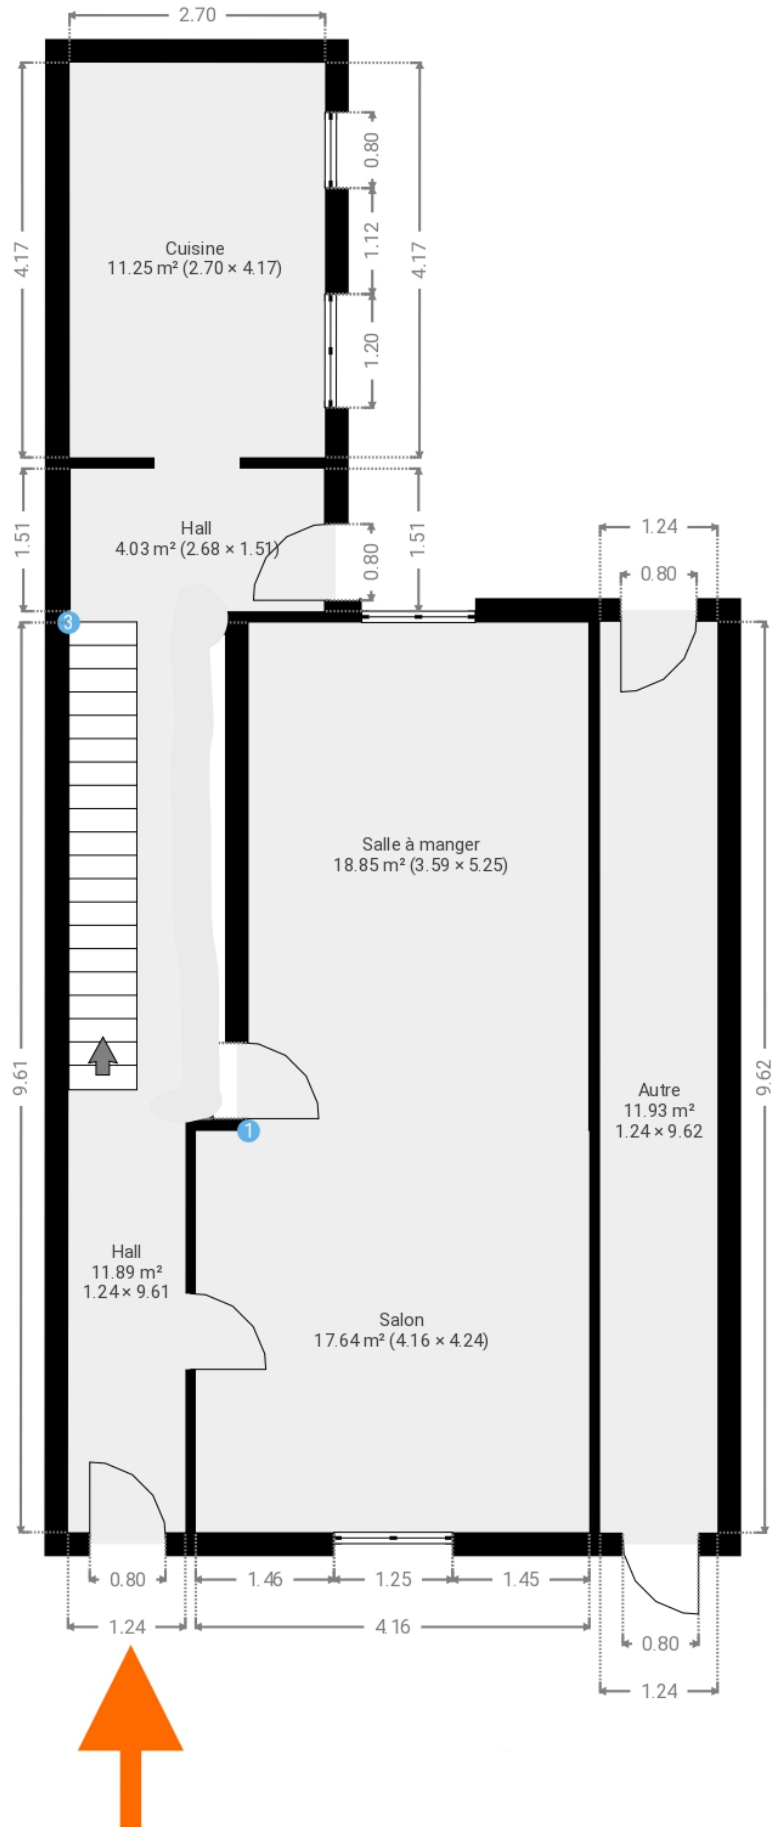 2.70
0.80
Cuisine
11.25 m² (2.70 × 4.17)
1.12
4.17
4.17
1.20
Hall
4.03 m² (2.68 × 1.51)
1.51
0.80
1.51
1.24
0.80
3
Salle à manger
18.85 m² (3.59 × 5.25)
9.61
9.62
Autre
11.93 m²
1.24 × 9.62
1
Hall
11.89 m²
1.24 × 9.61
Salon
17.64 m² (4.16 × 4.24)
0.80
1.46
1.25
1.45
1.24
4.16
0.80
1.24